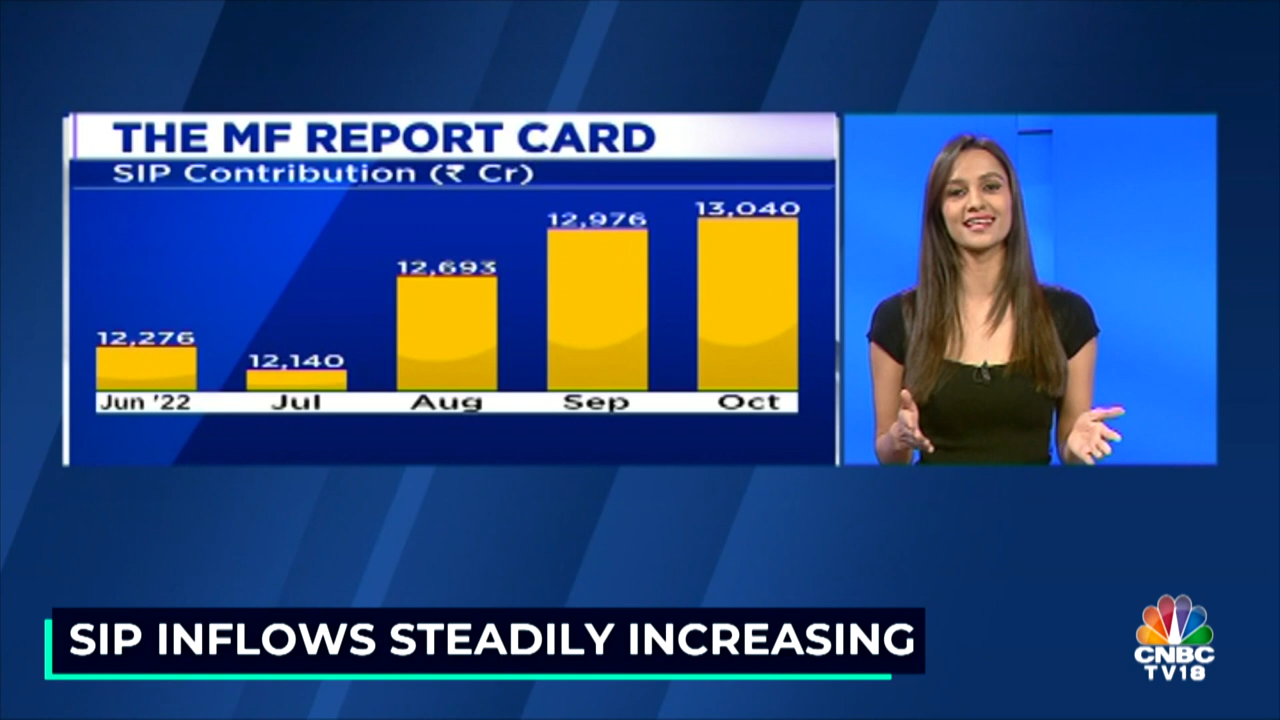 THE MF REPORT CARD
SIP Contribution (₹ Cr)
12,276
12,140
12,693
12,976
13,040
Jun '22 Jul Aug Sep Oct
SIP INFLOWS STEADILY INCREASING
CNBC
TV18